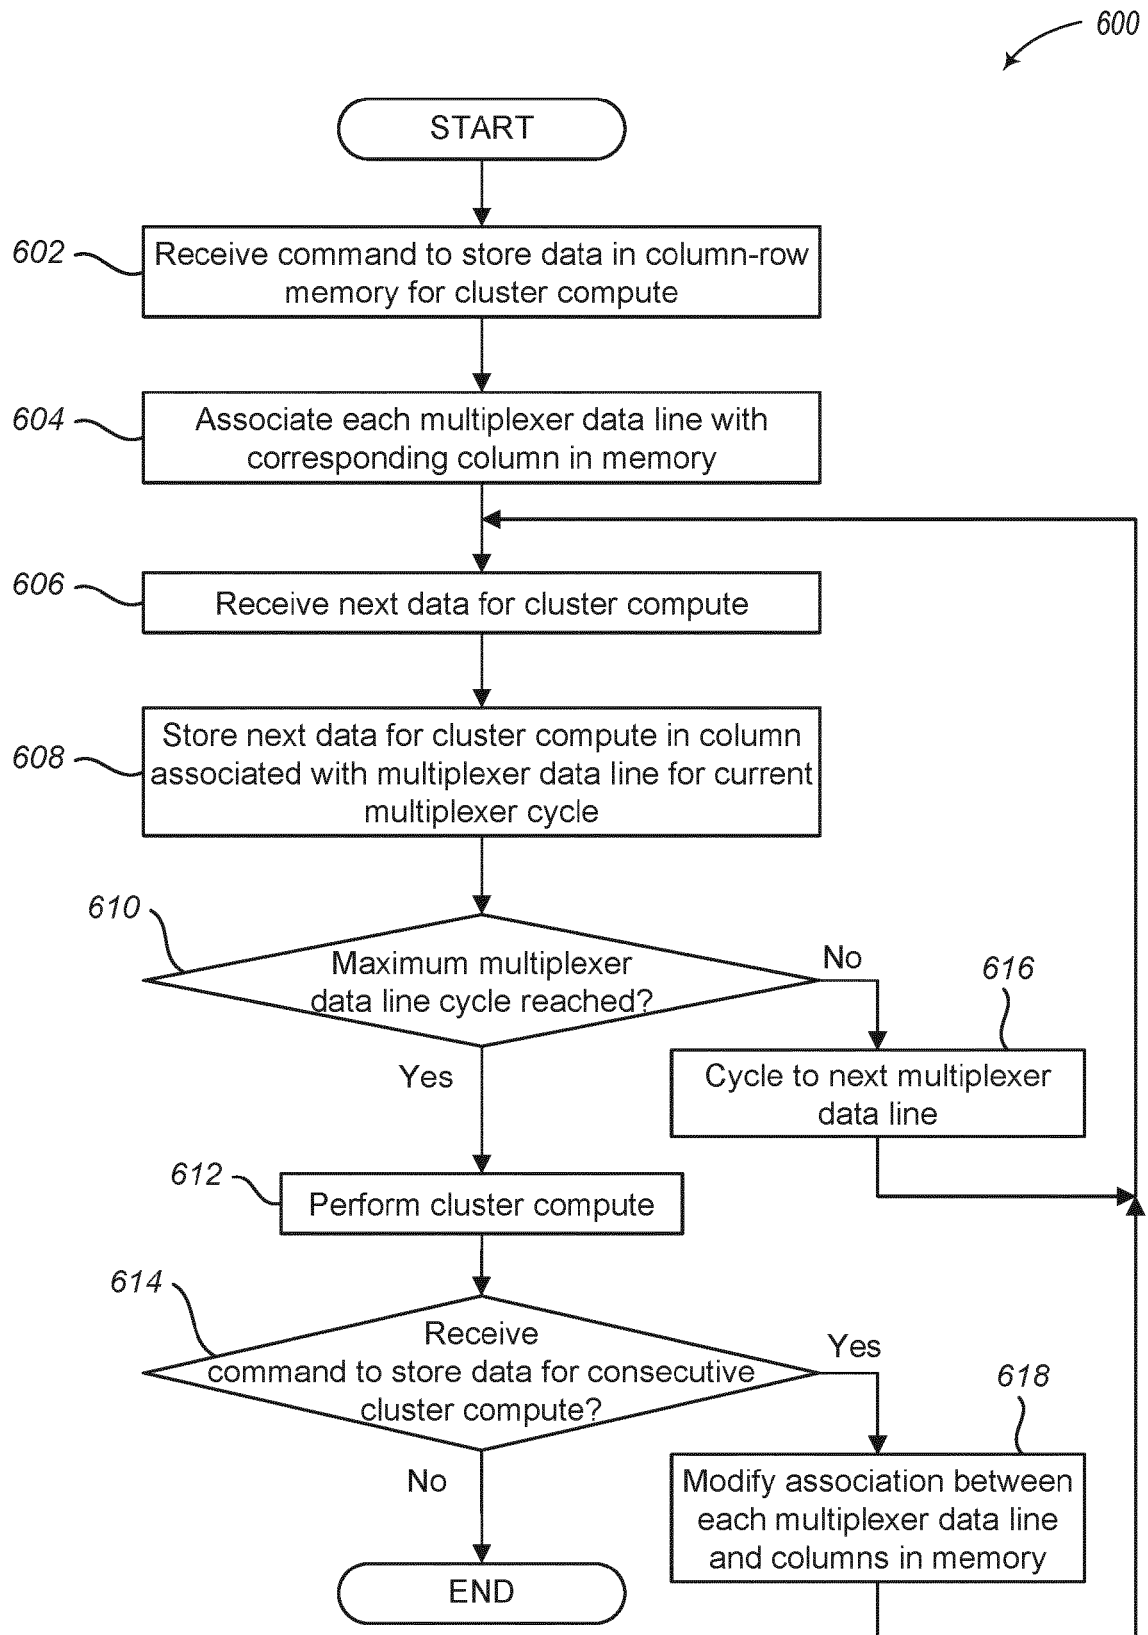 600
START
602
Receive command to store data in column-row
memory for cluster compute
604
Associate each multiplexer data line with
corresponding column in memory
606
Receive next data for cluster compute
608
Store next data for cluster compute in column
associated with multiplexer data line for current
multiplexer cycle
610
Maximum multiplexer
data line cycle reached?
No
616
Yes
Cycle to next multiplexer
data line
612
Perform cluster compute
614
Receive
command to store data for consecutive
cluster compute?
Yes
618
No
Modify association between
each multiplexer data line
and columns in memory
END